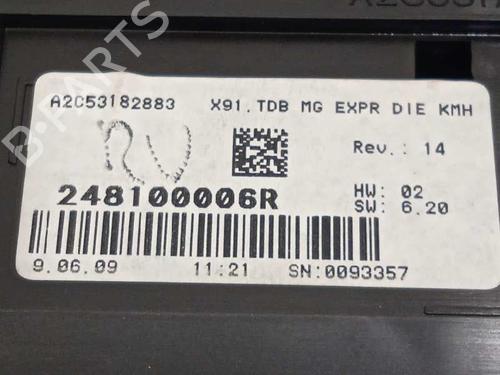 A2C53182883 X91.TDB MG EXPR DIE KMH
Rev.: 14
248100006R
HW: 02
SW: 6.20
9.06.09 11:21 SN:0093357
B-PARTS